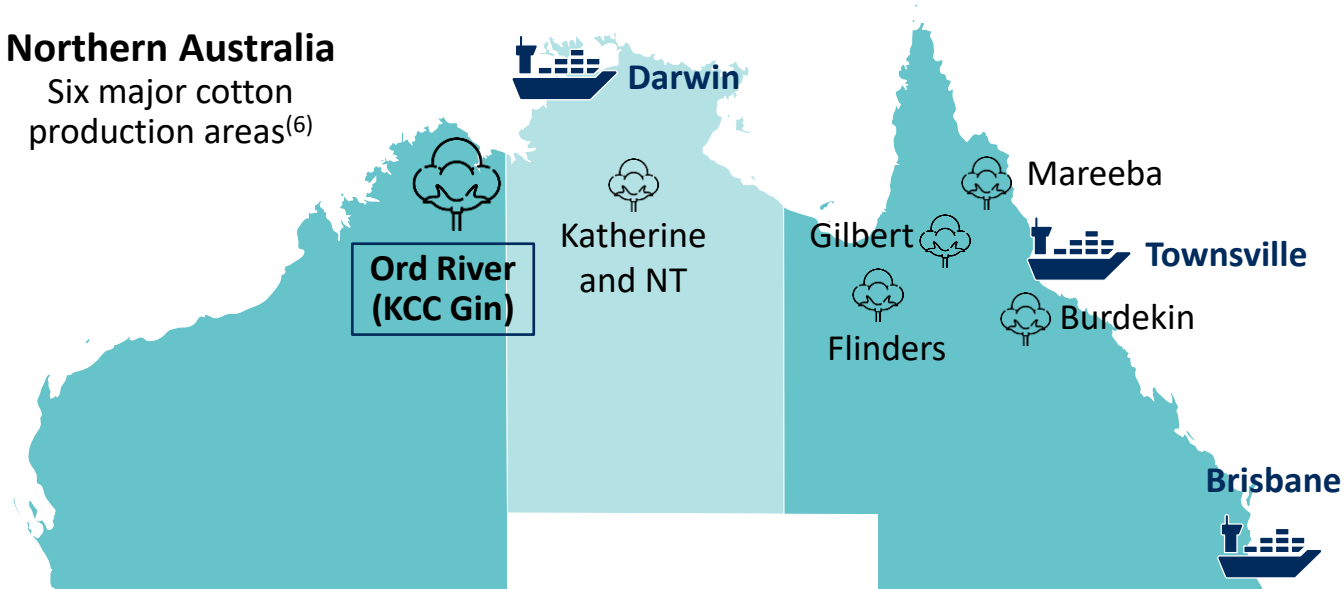 Northern Australia
Six major cotton
production areas(6)
Darwin
Mareeba
Katherine
and NT
Gilbert
Townsville
Ord River
(KCC Gin)
Burdekin
Flinders
Brisbane